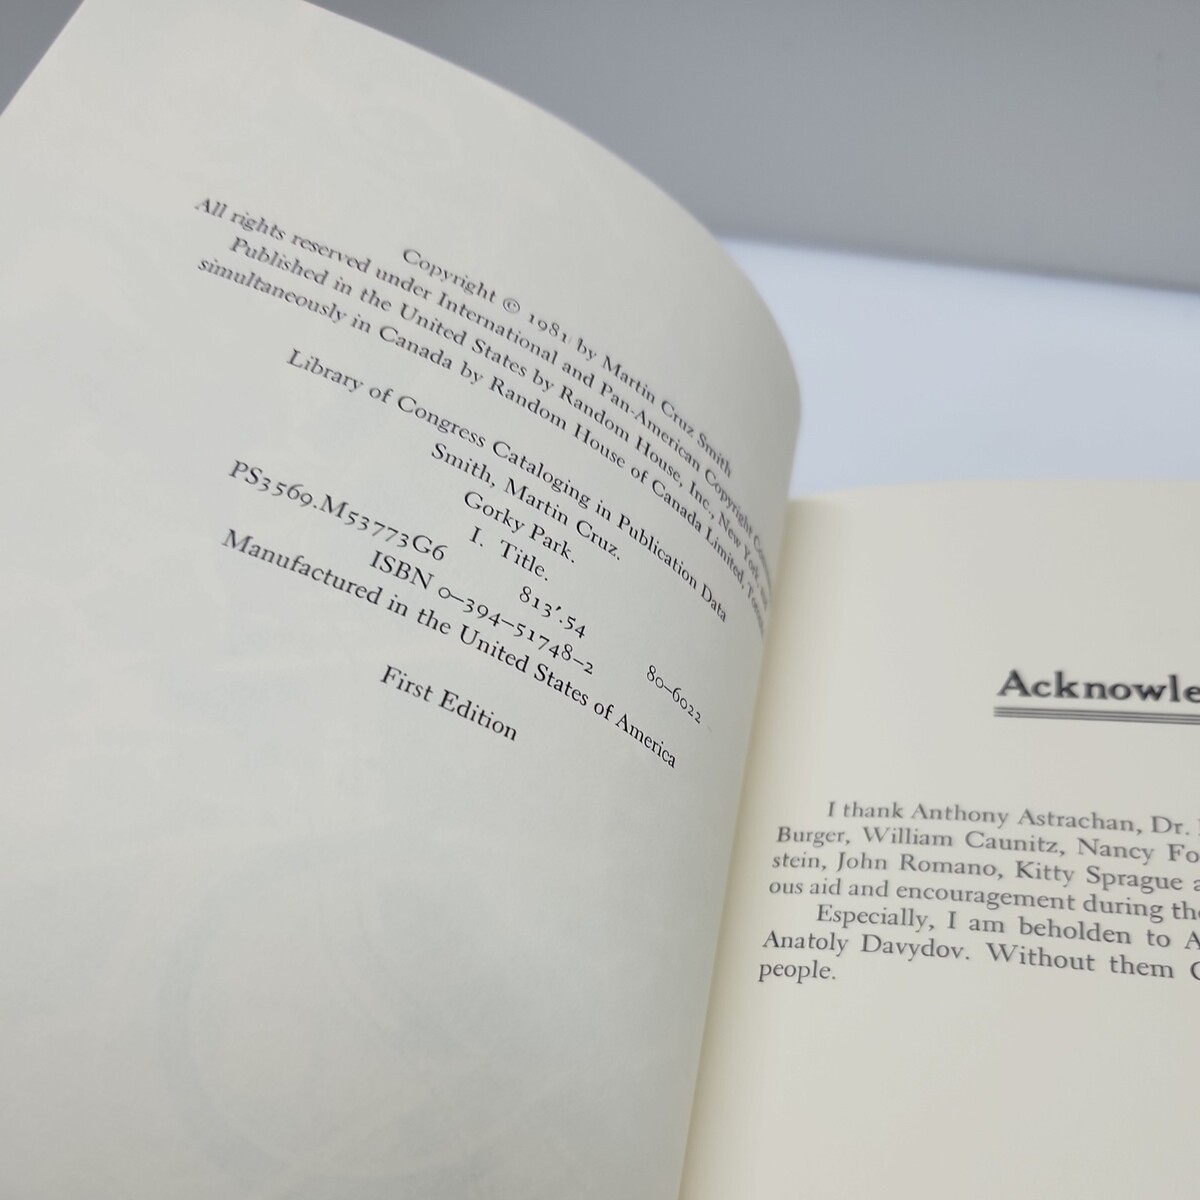 Copyright © 1981 by Martin Cruz Smith
All rights reserved under International and Pan-American Copyright
Published in the United States by Random House, Inc., New York, and
simultaneously in Canada by Random House of Canada Limited,
Library of Congress Cataloging in Publication Data
Smith, Martin Cruz.
Gorky Park.
I. Title.
PS3569.M53773G6 813'.54 80-6022
ISBN 0-394-51748-2
Manufactured in the United States of America
First Edition
Acknowle
I thank Anthony Astrachan, Dr.
Burger, William Caunitz, Nancy Fo
stein, John Romano, Kitty Sprague a
ous aid and encouragement during the
Especially, I am beholden to A
Anatoly Davydov. Without them
people.